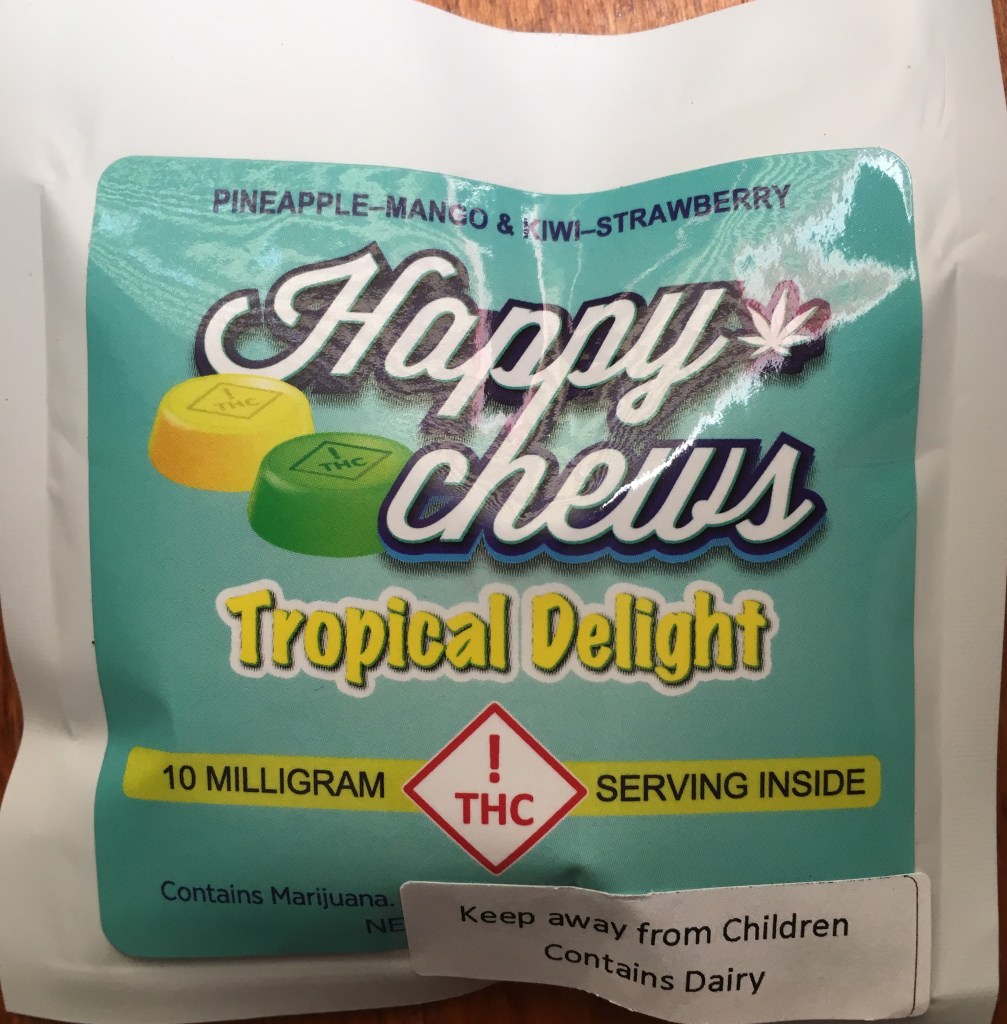 PINEAPPLE–MANGO & KIWI–STRAWBERRY
Happy
chews
! THC
! THC
Tropical Delight
10 MILLIGRAM
!
THC
SERVING INSIDE
Contains Marijuana.
NE
Keep away from Children
Contains Dairy